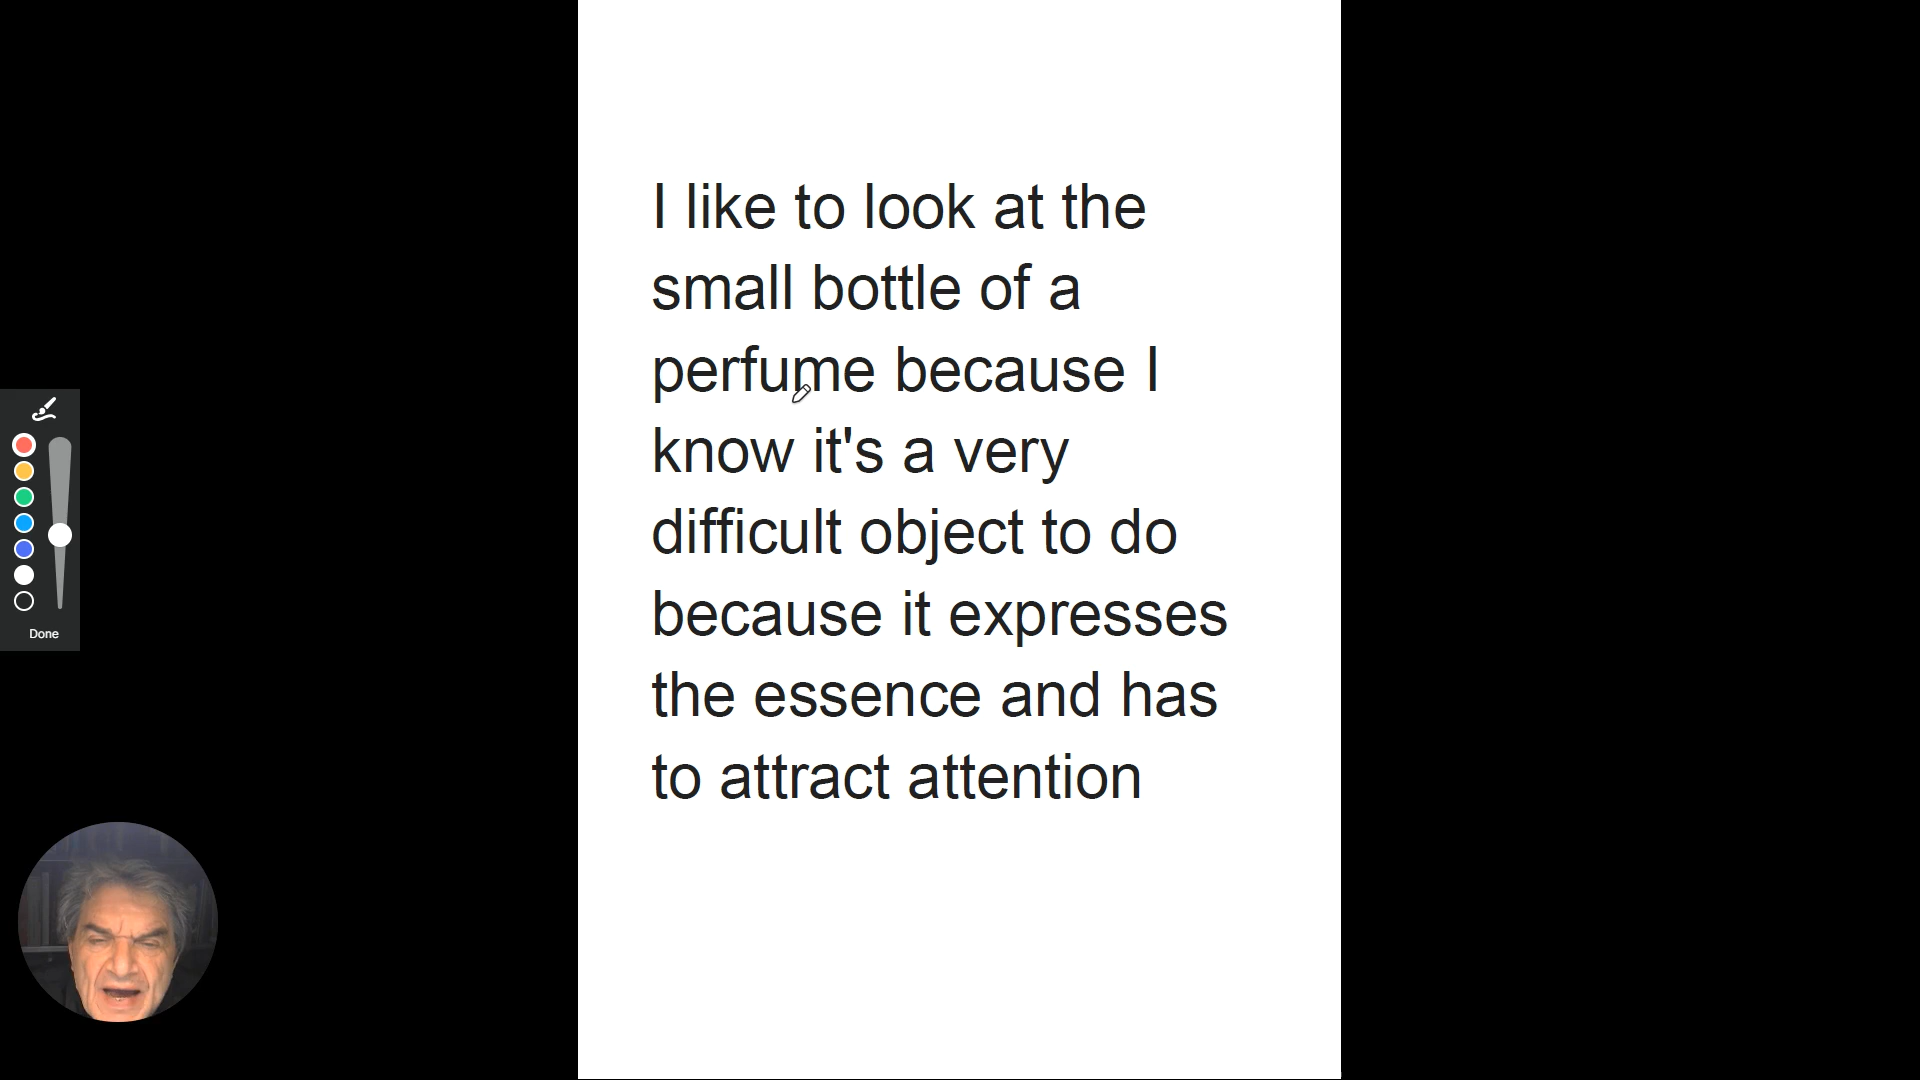 I like to look at the
small bottle of a
perfume because I
know it's a very
difficult object to do
because it expresses
the essence and has
to attract attention
Done